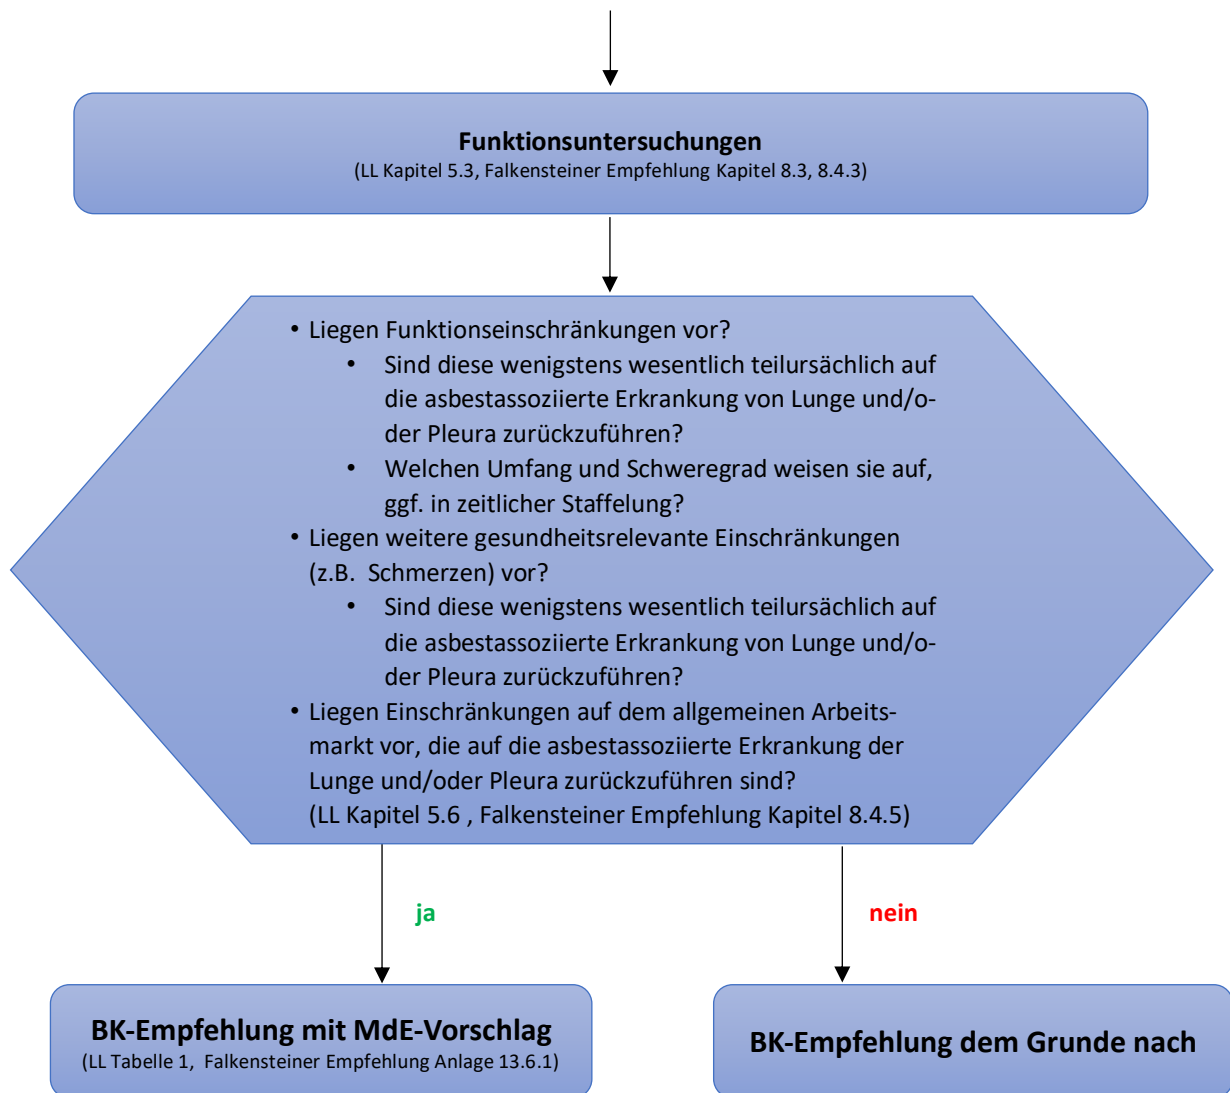 Funktionsuntersuchungen
(LL Kapitel 5.3, Falkensteiner Empfehlung Kapitel 8.3, 8.4.3)
• Liegen Funktionseinschränkungen vor?
• Sind diese wenigstens wesentlich teilursächlich auf
die asbestassoziierte Erkrankung von Lunge und/o-
der Pleura zurückzuführen?
• Welchen Umfang und Schweregrad weisen sie auf,
ggf. in zeitlicher Staffelung?
• Liegen weitere gesundheitsrelevante Einschränkungen
(z.B. Schmerzen) vor?
• Sind diese wenigstens wesentlich teilursächlich auf
die asbestassoziierte Erkrankung von Lunge und/o-
der Pleura zurückzuführen?
• Liegen Einschränkungen auf dem allgemeinen Arbeits-
markt vor, die auf die asbestassoziierte Erkrankung der
Lunge und/oder Pleura zurückzuführen sind?
(LL Kapitel 5.6 , Falkensteiner Empfehlung Kapitel 8.4.5)
ja
nein
BK-Empfehlung mit MdE-Vorschlag
(LL Tabelle 1, Falkensteiner Empfehlung Anlage 13.6.1)
BK-Empfehlung dem Grunde nach